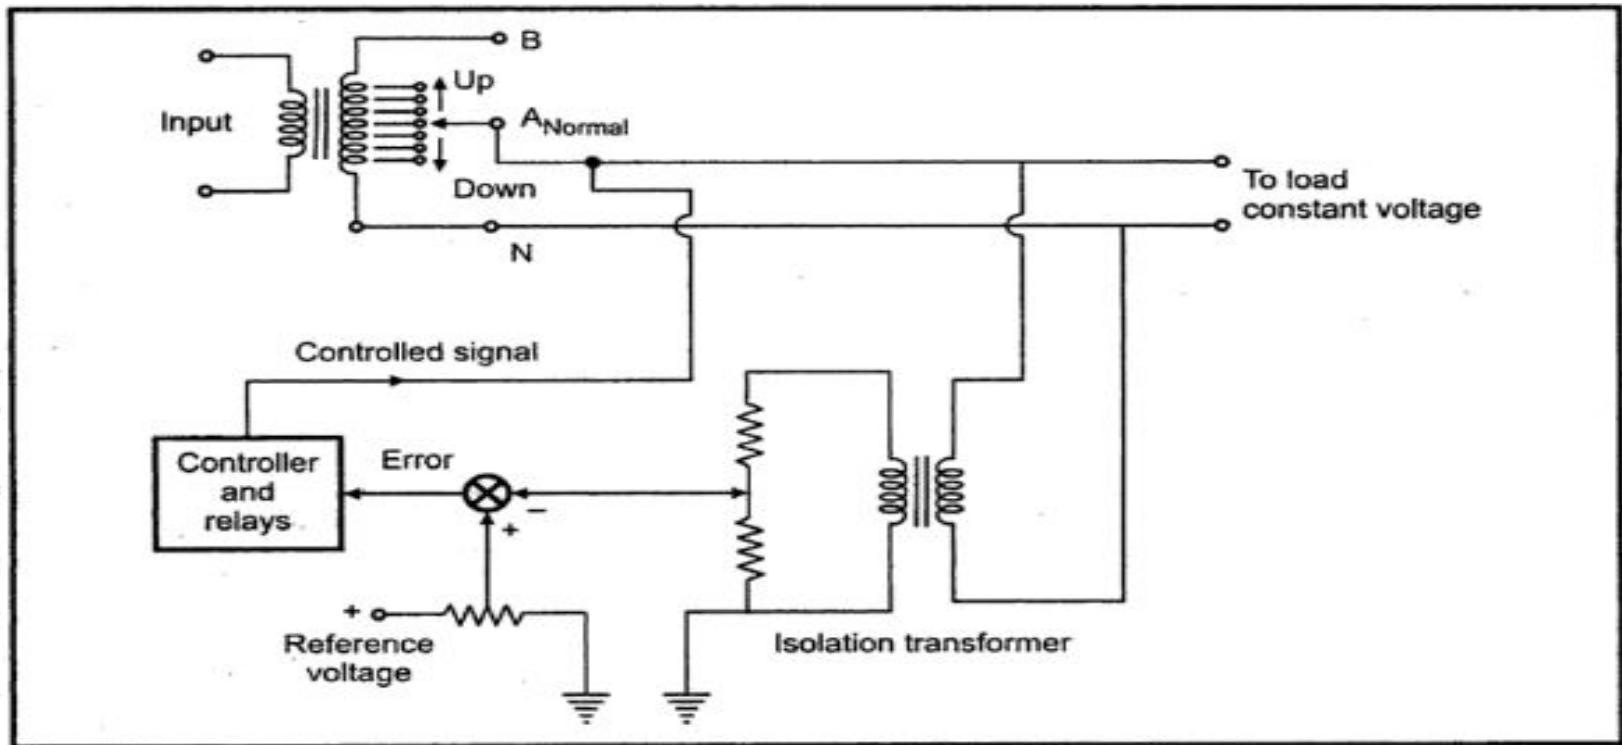 B
Up
Input
A Normal
Down
To load
constant voltage
N
Controlled signal
Controller
and
relays
Error
−
+
+
Reference
voltage
Isolation transformer